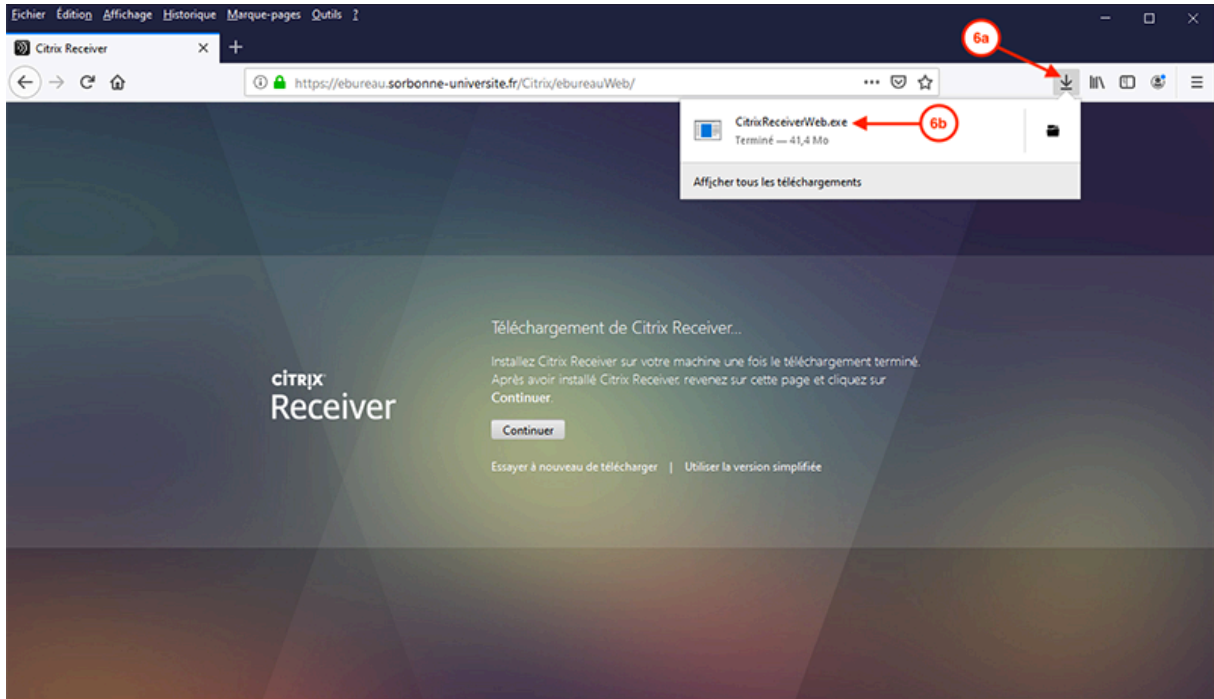 Fichier Édition Affichage Historique Marque-pages Outils ?
Citrix Receiver
6a
https://ebureau.sorbonne-universite.fr/Citrix/ebureauWeb/
CitrixReceiverWeb.exe
6b
Terminé — 41,4 Mo
Afficher tous les téléchargements
Téléchargement de Citrix Receiver...
Installez Citrix Receiver sur votre machine une fois le téléchargement terminé.
Après avoir installé Citrix Receiver, revenez sur cette page et cliquez sur
Continuer.
CITRIX
Receiver
Continuer
Essayer à nouveau de télécharger | Utiliser la version simplifiée